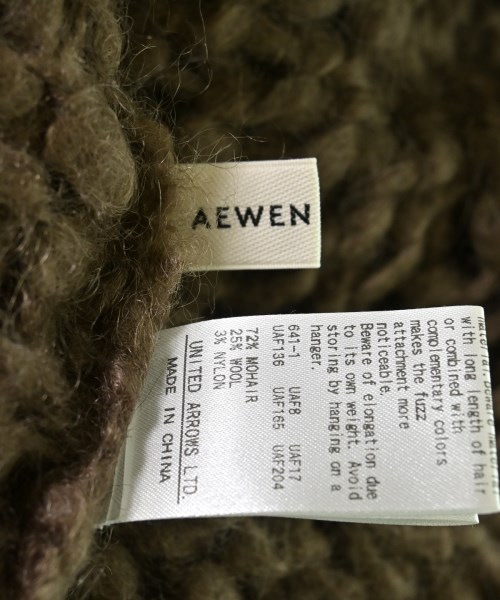 AEWEN
with long length of hair
or combined with
complementary colors
makes the fuzz
attachment more
noticeable.
Beware of elongation due
to its own weight. Avoid
storing by hanging on a
hanger.
641-1 UAF8 UAF17
UAF136 UAF165 UAF204
72% MOHAIR
25% WOOL
3% NYLON
UNITED ARROWS LTD.
MADE IN CHINA